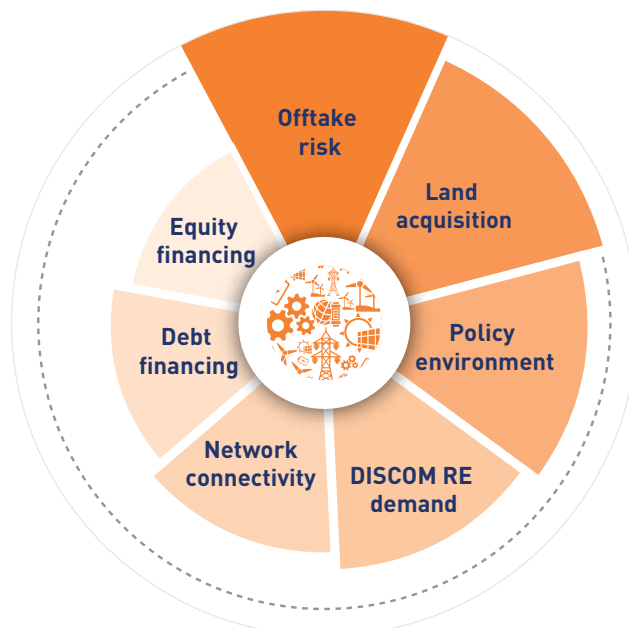 Offtake
risk
Land
acquisition
Policy
environment
DISCOM RE
demand
Network
connectivity
Debt
financing
Equity
financing